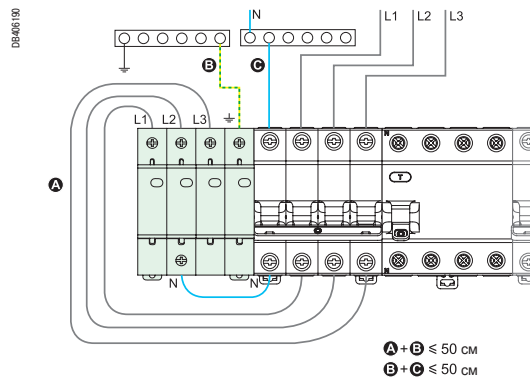 DB406190
N
L1 L2 L3
B
C
L1 L2 L3
N
N
A
T
N N
N
N
A + B ⩽ 50 см
B + C ⩽ 50 см